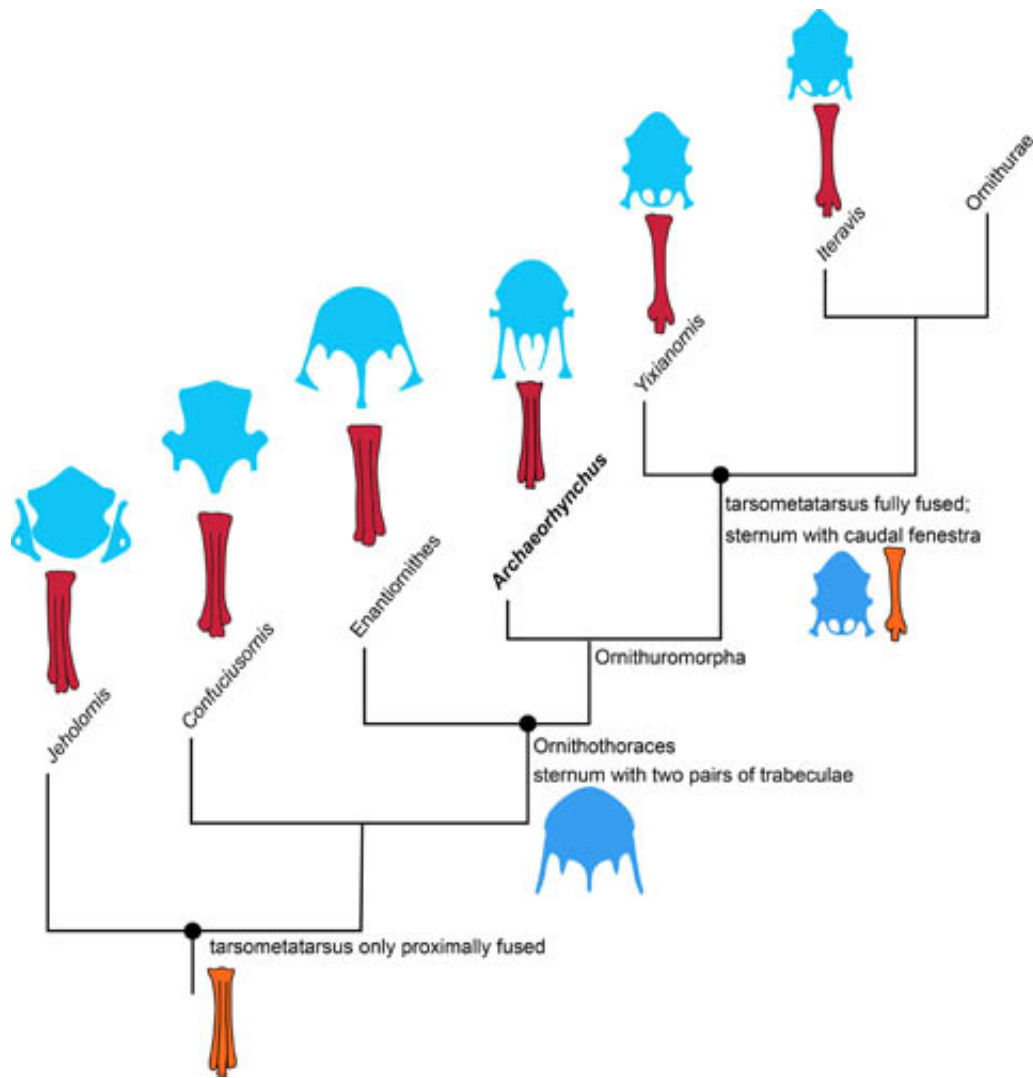 Ornithurae
Iteravis
Yixianornis
Archaeorhynchus
Enantiornithes
Confuciusornis
Jeholornis
tarsometatarsus fully fused;
sternum with caudal fenestra
Ornithuromorpha
Ornithothoraces
sternum with two pairs of trabeculae
tarsometatarsus only proximally fused